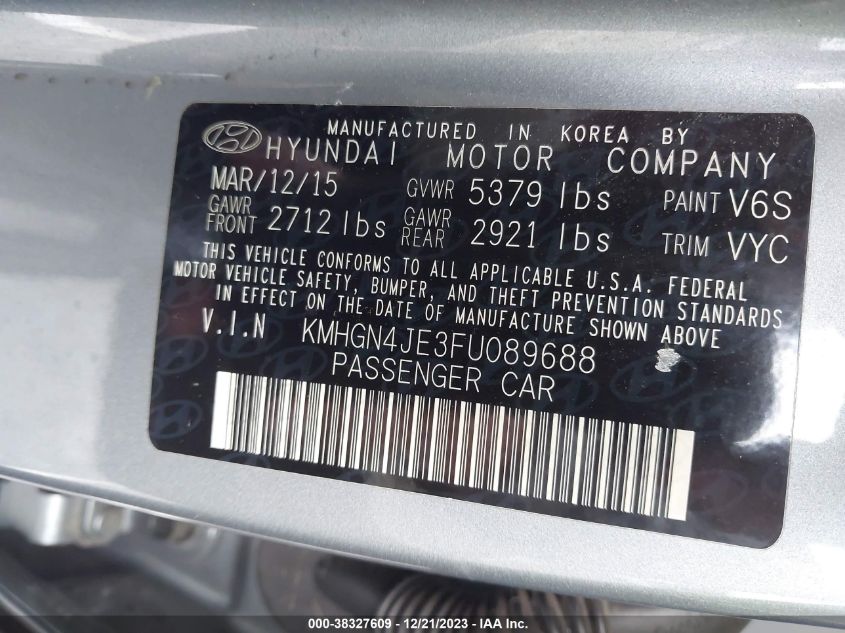 MANUFACTURED IN KOREA BY
HYUNDAI MOTOR COMPANY
MAR/12/15 GVWR 5379 lbs PAINT V6S
GAWR FRONT 2712 lbs GAWR REAR 2921 lbs TRIM VYC
THIS VEHICLE CONFORMS TO ALL APPLICABLE U.S.A. FEDERAL
MOTOR VEHICLE SAFETY, BUMPER, AND THEFT PREVENTION STANDARDS
IN EFFECT ON THE DATE OF MANUFACTURE SHOWN ABOVE
V.I.N KMHGN4JE3FU089688
PASSENGER CAR
000-38327609 - 12/21/2023 - IAAI.com